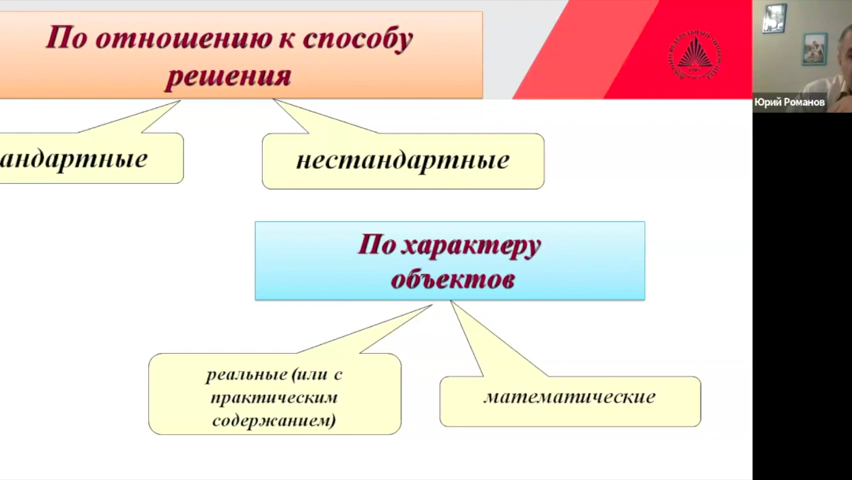 По отношению к способу
решения
андартные
нестандартные
По характеру
объектов
реальные (или с
практическим
содержанием)
математические
Юрий Романов